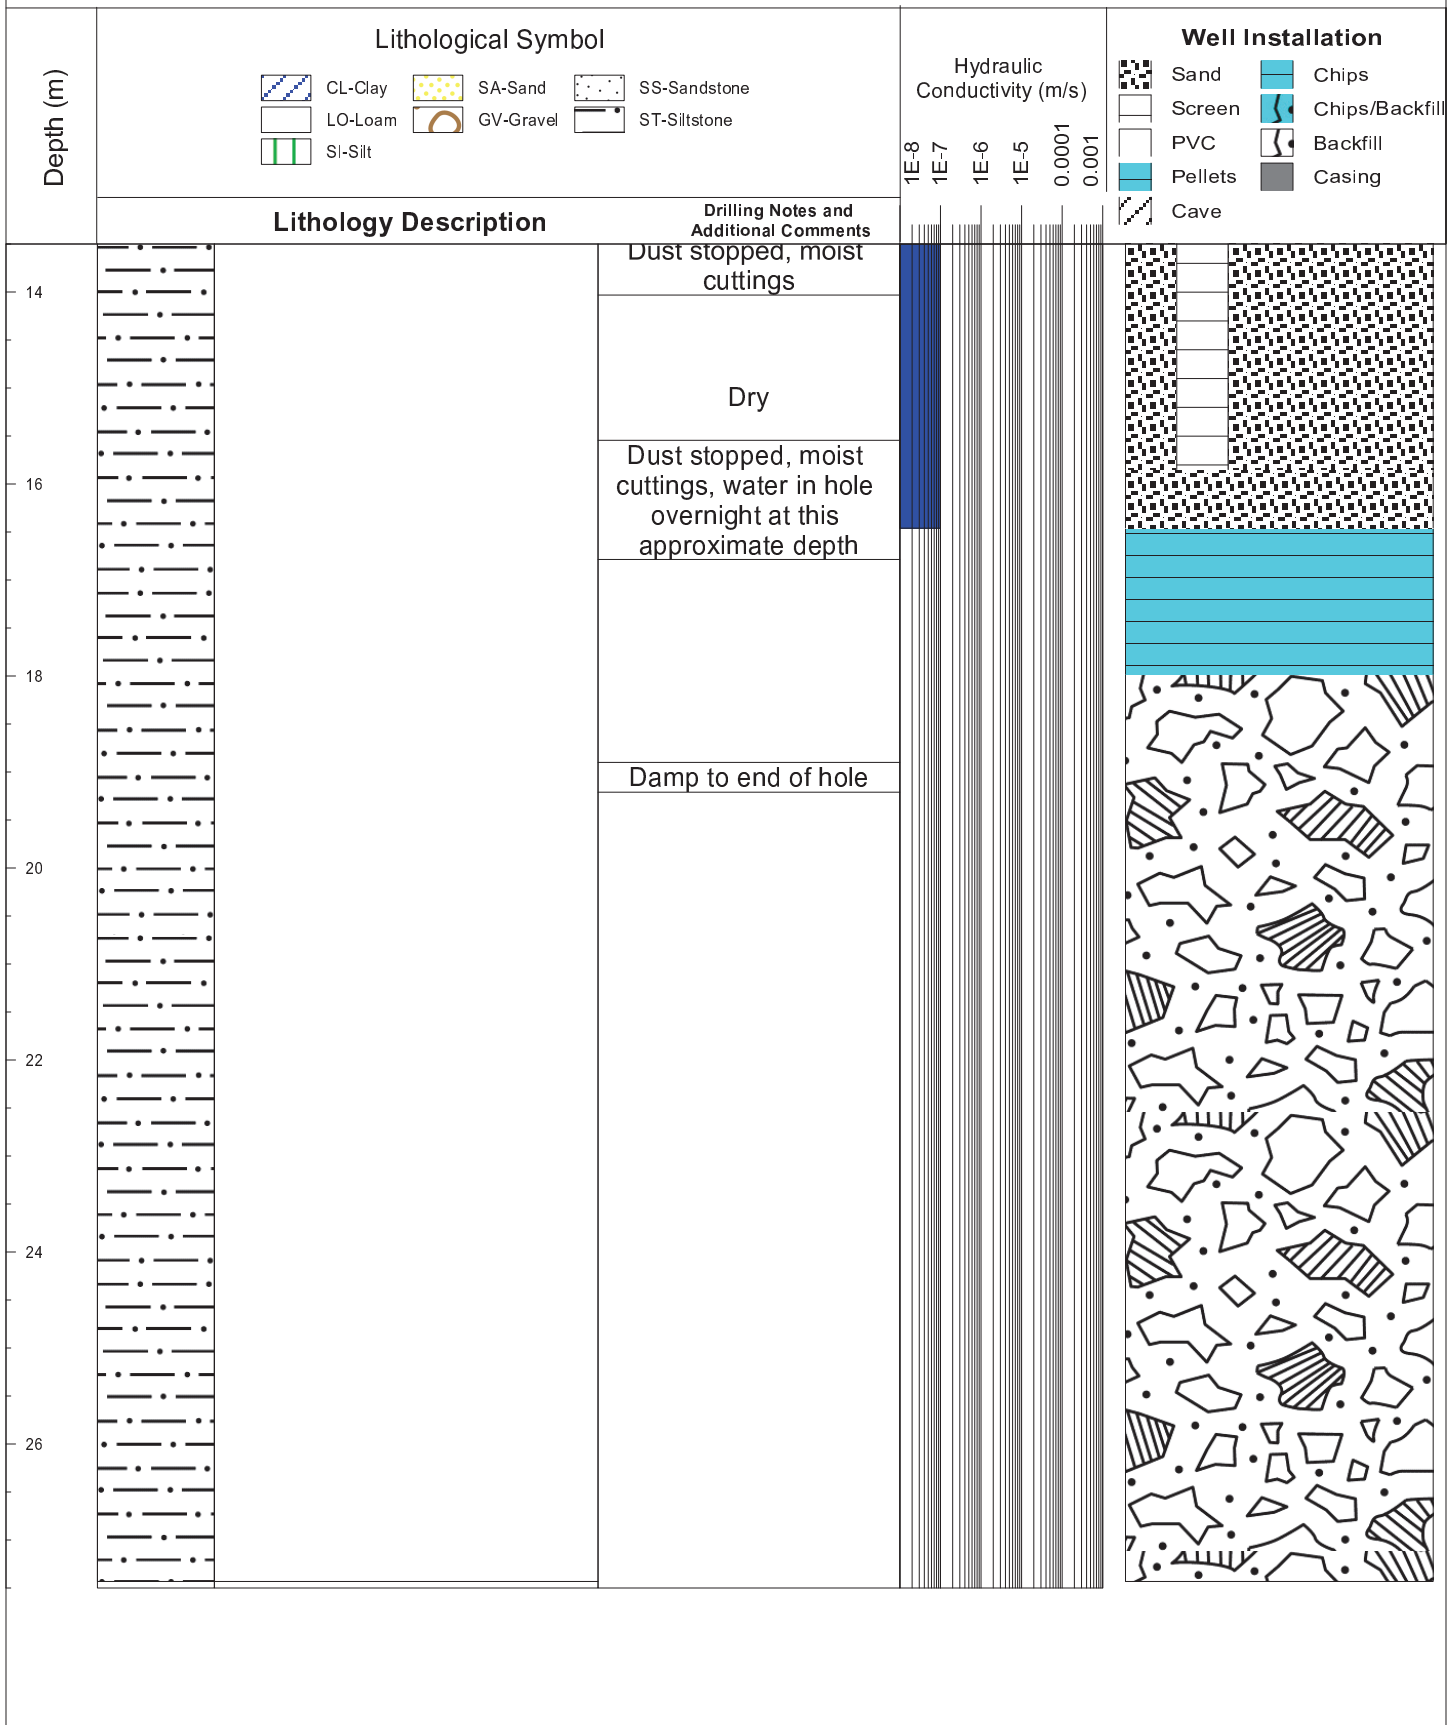 Depth (m)
Lithological Symbol
CL-Clay
SA-Sand
SS-Sandstone
LO-Loam
GV-Gravel
ST-Siltstone
SI-Silt
Lithology Description
Drilling Notes and
Additional Comments
Hydraulic
Conductivity (m/s)
1E-8
1E-7
1E-6
1E-5
0.0001
0.001
Well Installation
Sand
Chips
Screen
Chips/Backfill
PVC
Backfill
Pellets
Casing
Cave
Dust stopped, moist
cuttings
14
Dry
Dust stopped, moist
cuttings, water in hole
overnight at this
approximate depth
16
18
Damp to end of hole
20
22
24
26